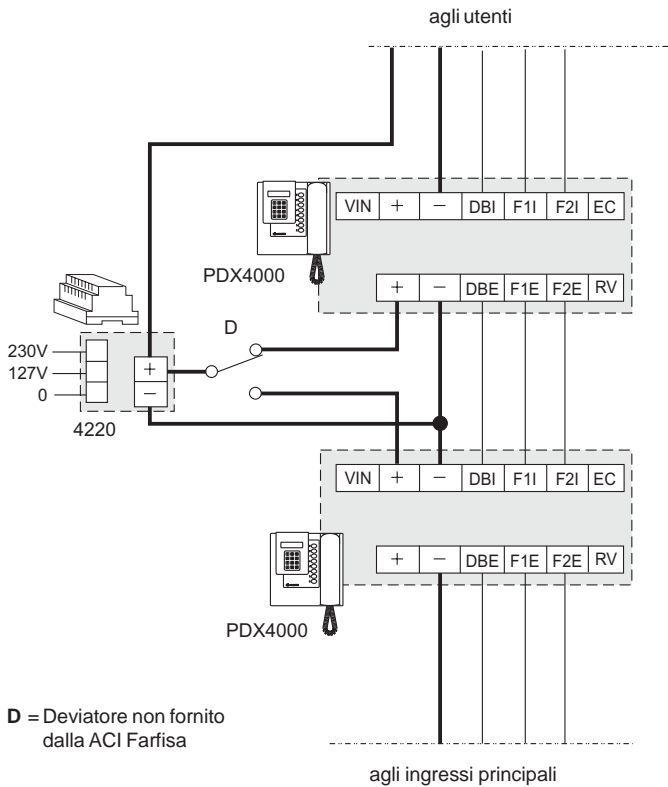 agli utenti
VIN + − DBI F1I F2I EC
PDX4000
+ − DBE F1E F2E RV
D
230V
127V
0
+
−
4220
VIN + − DBI F1I F2I EC
+ − DBE F1E F2E RV
PDX4000
D = Deviatore non fornito
dalla ACI Farfisa
agli ingressi principali